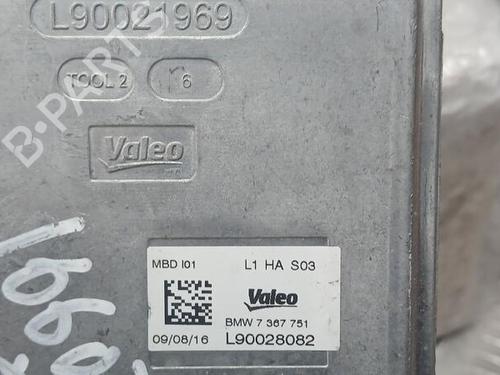 L90021969
TOOL 2 6
Valeo
MBD I01 L1 HA S03
Valeo
BMW 7 367 751
09/08/16 L90028082
B-PARTS